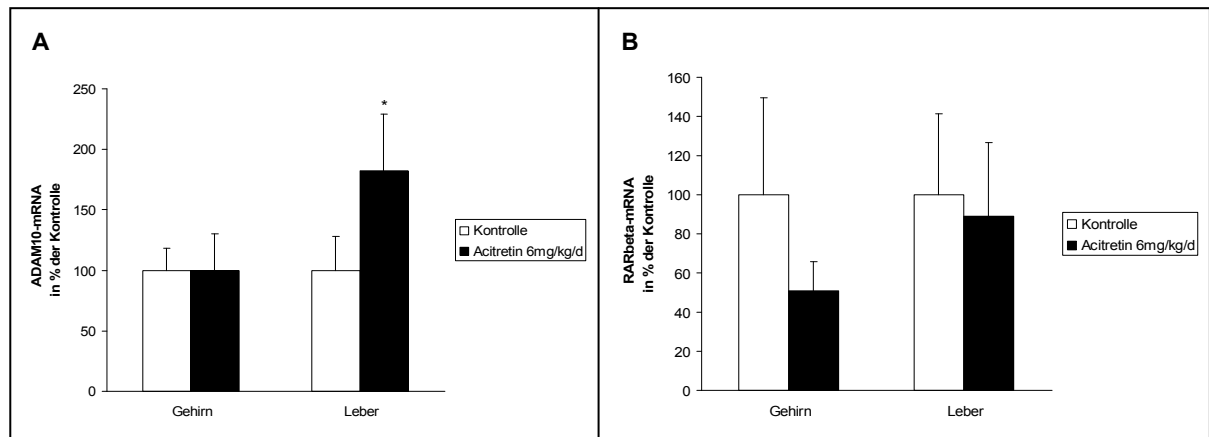 A
ADAM10-mRNA
in % der Kontrolle
250
200
150
100
50
0
*
Gehirn
Leber
Kontrolle
Acitretin 6mg/kg/d
B
RARbeta-mRNA
in % der Kontrolle
160
140
120
100
80
60
40
20
0
Gehirn
Leber
Kontrolle
Acitretin 6mg/kg/d